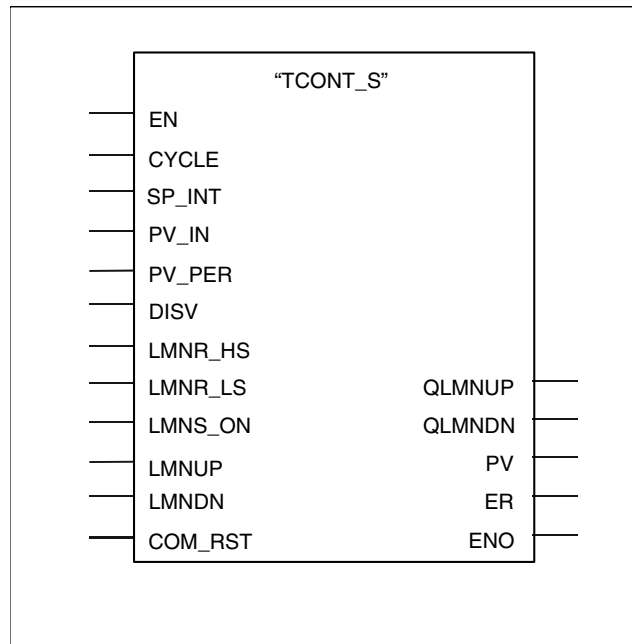 “TCONT_S”
EN
CYCLE
SP_INT
PV_IN
PV_PER
DISV
LMNR_HS
LMNR_LS
LMNS_ON
LMNUP
LMNDN
COM_RST
QLMNUP
QLMNDN
PV
ER
ENO